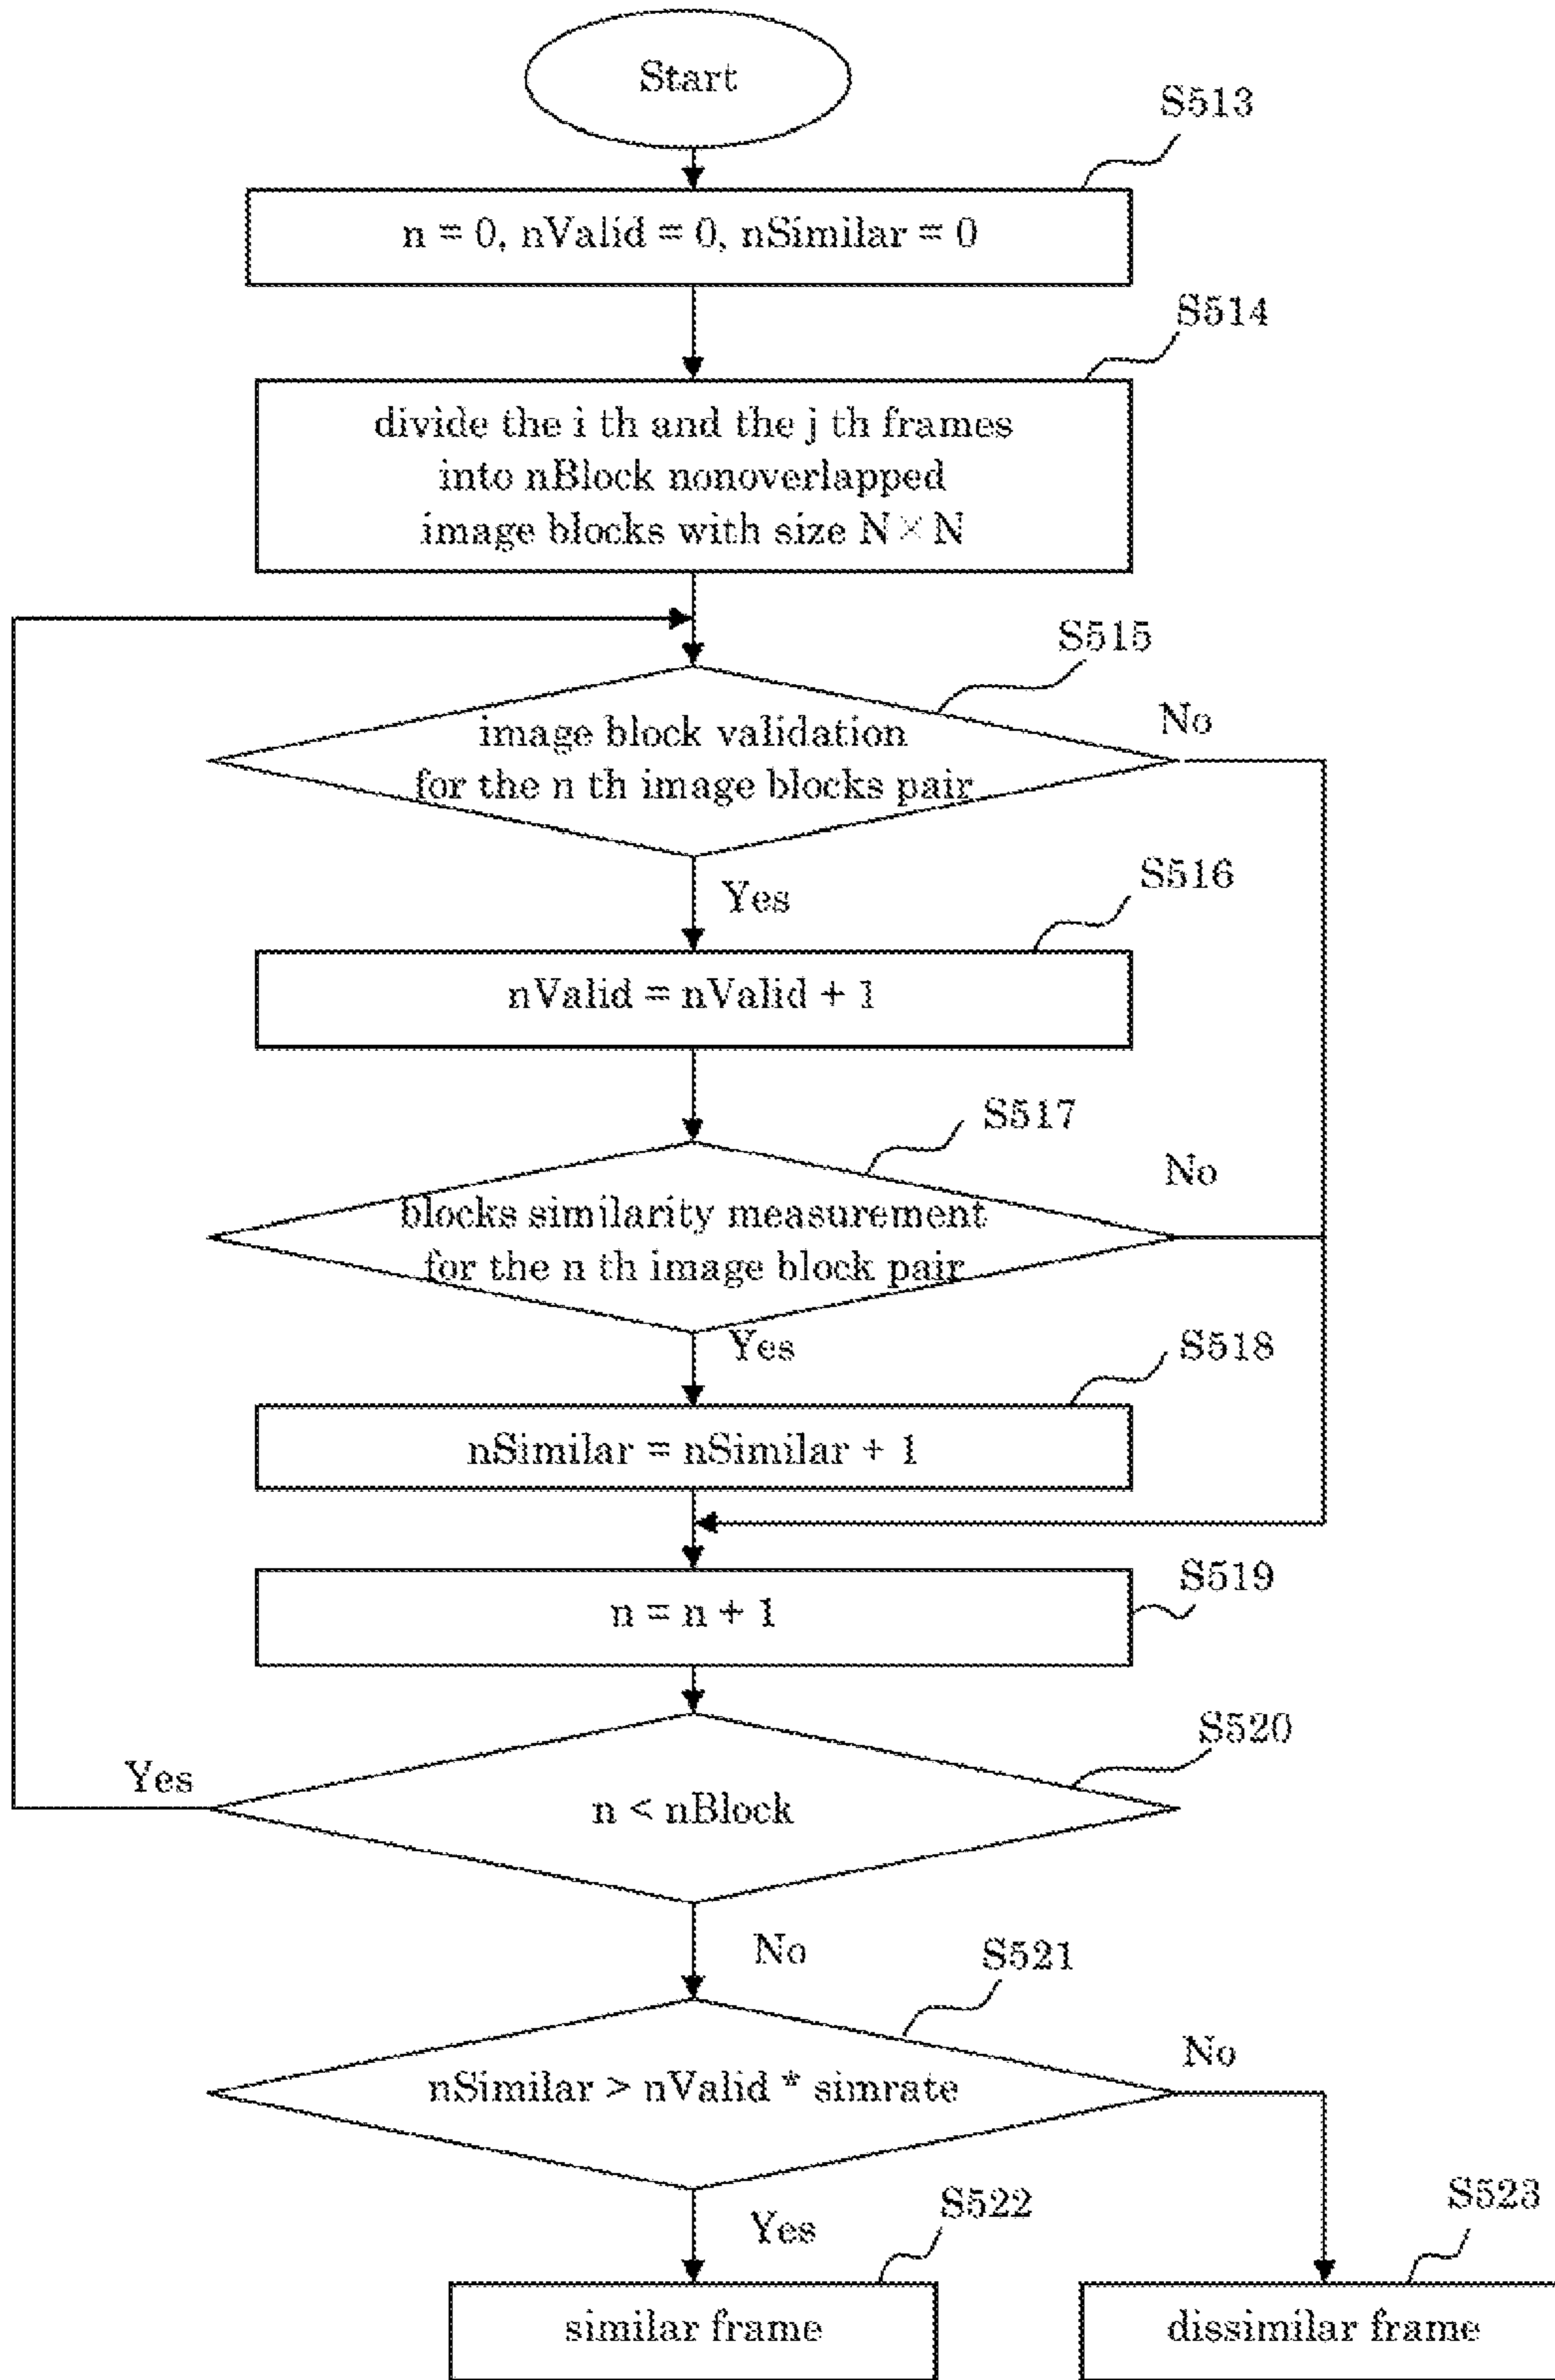 Start
S513
n = 0, nValid = 0, nSimilar = 0
S514
divide the i th and the j th frames
into nBlock nonoverlapped
image blocks with size N×N
S515
image block validation
for the n th image blocks pair
No
Yes
S516
nValid = nValid + 1
S517
blocks similarity measurement
for the n th image block pair
No
Yes
S518
nSimilar = nSimilar + 1
S519
n = n + 1
S520
Yes
n < nBlock
No
S521
nSimilar > nValid * simrate
No
Yes
S522
S523
similar frame
dissimilar frame